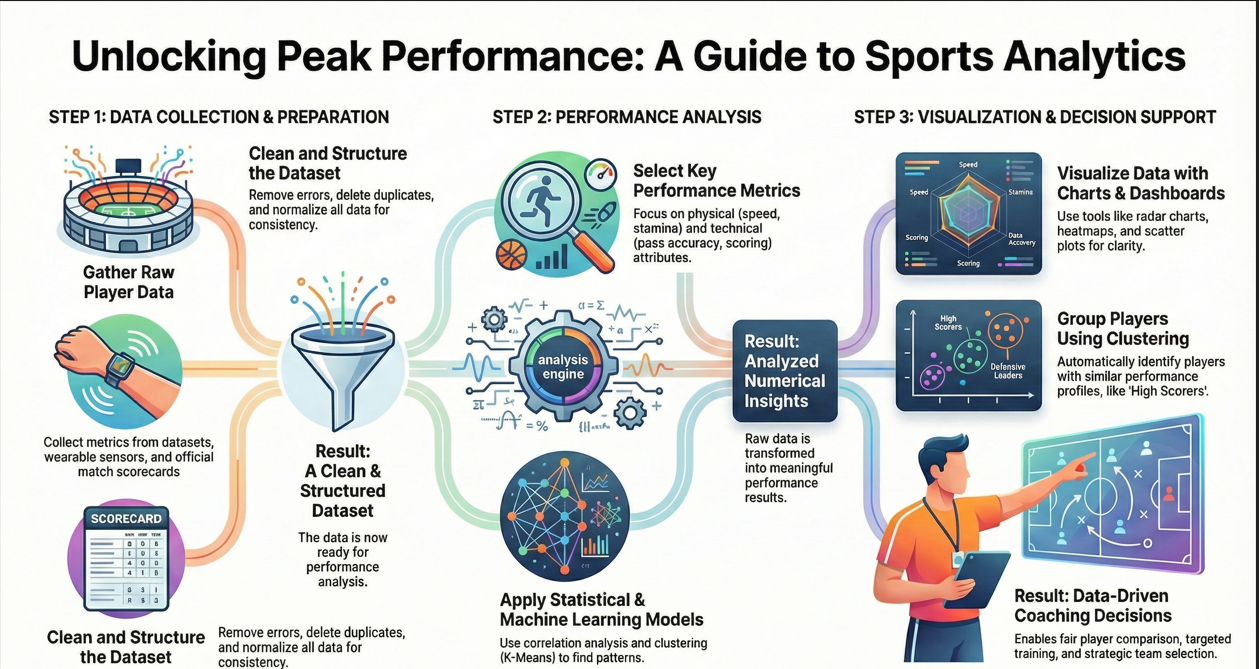 Unlocking Peak Performance: A Guide to Sports Analytics
STEP 1: DATA COLLECTION & PREPARATION
Clean and Structure
the Dataset
Remove errors, delete duplicates,
and normalize all data for
consistency.
Gather Raw
Player Data
Collect metrics from datasets,
wearable sensors, and official
match scorecards
SCORECARD
Clean and Structure
the Dataset
Remove errors, delete duplicates,
and normalize all data for
consistency.
Result:
A Clean &
Structured
Dataset
The data is now
ready for
performance
analysis.
STEP 2: PERFORMANCE ANALYSIS
Select Key
Performance Metrics
Focus on physical (speed,
stamina) and technical
(pass accuracy, scoring)
attributes.
analysis
engine
Apply Statistical &
Machine Learning Models
Use correlation analysis and clustering
(K-Means) to find patterns.
Result:
Analyzed
Numerical
Insights
Raw data is
transformed
into meaningful
performance
results.
STEP 3: VISUALIZATION & DECISION SUPPORT
Speed
Speed
Stamina
Scoring
Data
Accovery
Scoring
Visualize Data with
Charts & Dashboards
Use tools like radar charts,
heatmaps, and scatter
plots for clarity.
High
Scorers
Defensive
Leaders
Group Players
Using Clustering
Automatically identify players
with similar performance
profiles, like 'High Scorers'.
Result: Data-Driven
Coaching Decisions
Enables fair player comparison, targeted
training, and strategic team selection.